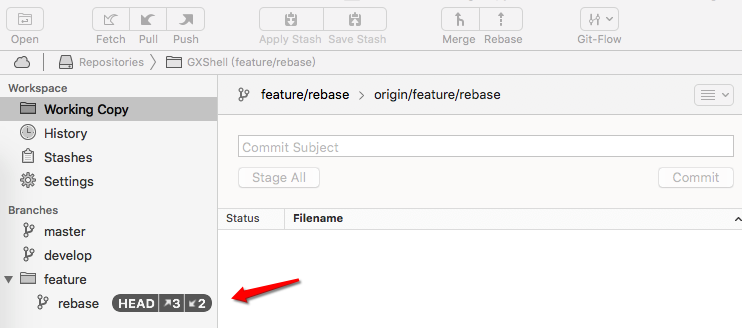 Open Fetch Pull Push Apply Stash Save Stash Merge Rebase Git-Flow
Repositories GXShell (feature/rebase)
Workspace
Working Copy
History
Stashes
Settings
Branches
master
develop
feature
rebase HEAD 3 2
feature/rebase > origin/feature/rebase
Commit Subject
Stage All Commit
Status Filename